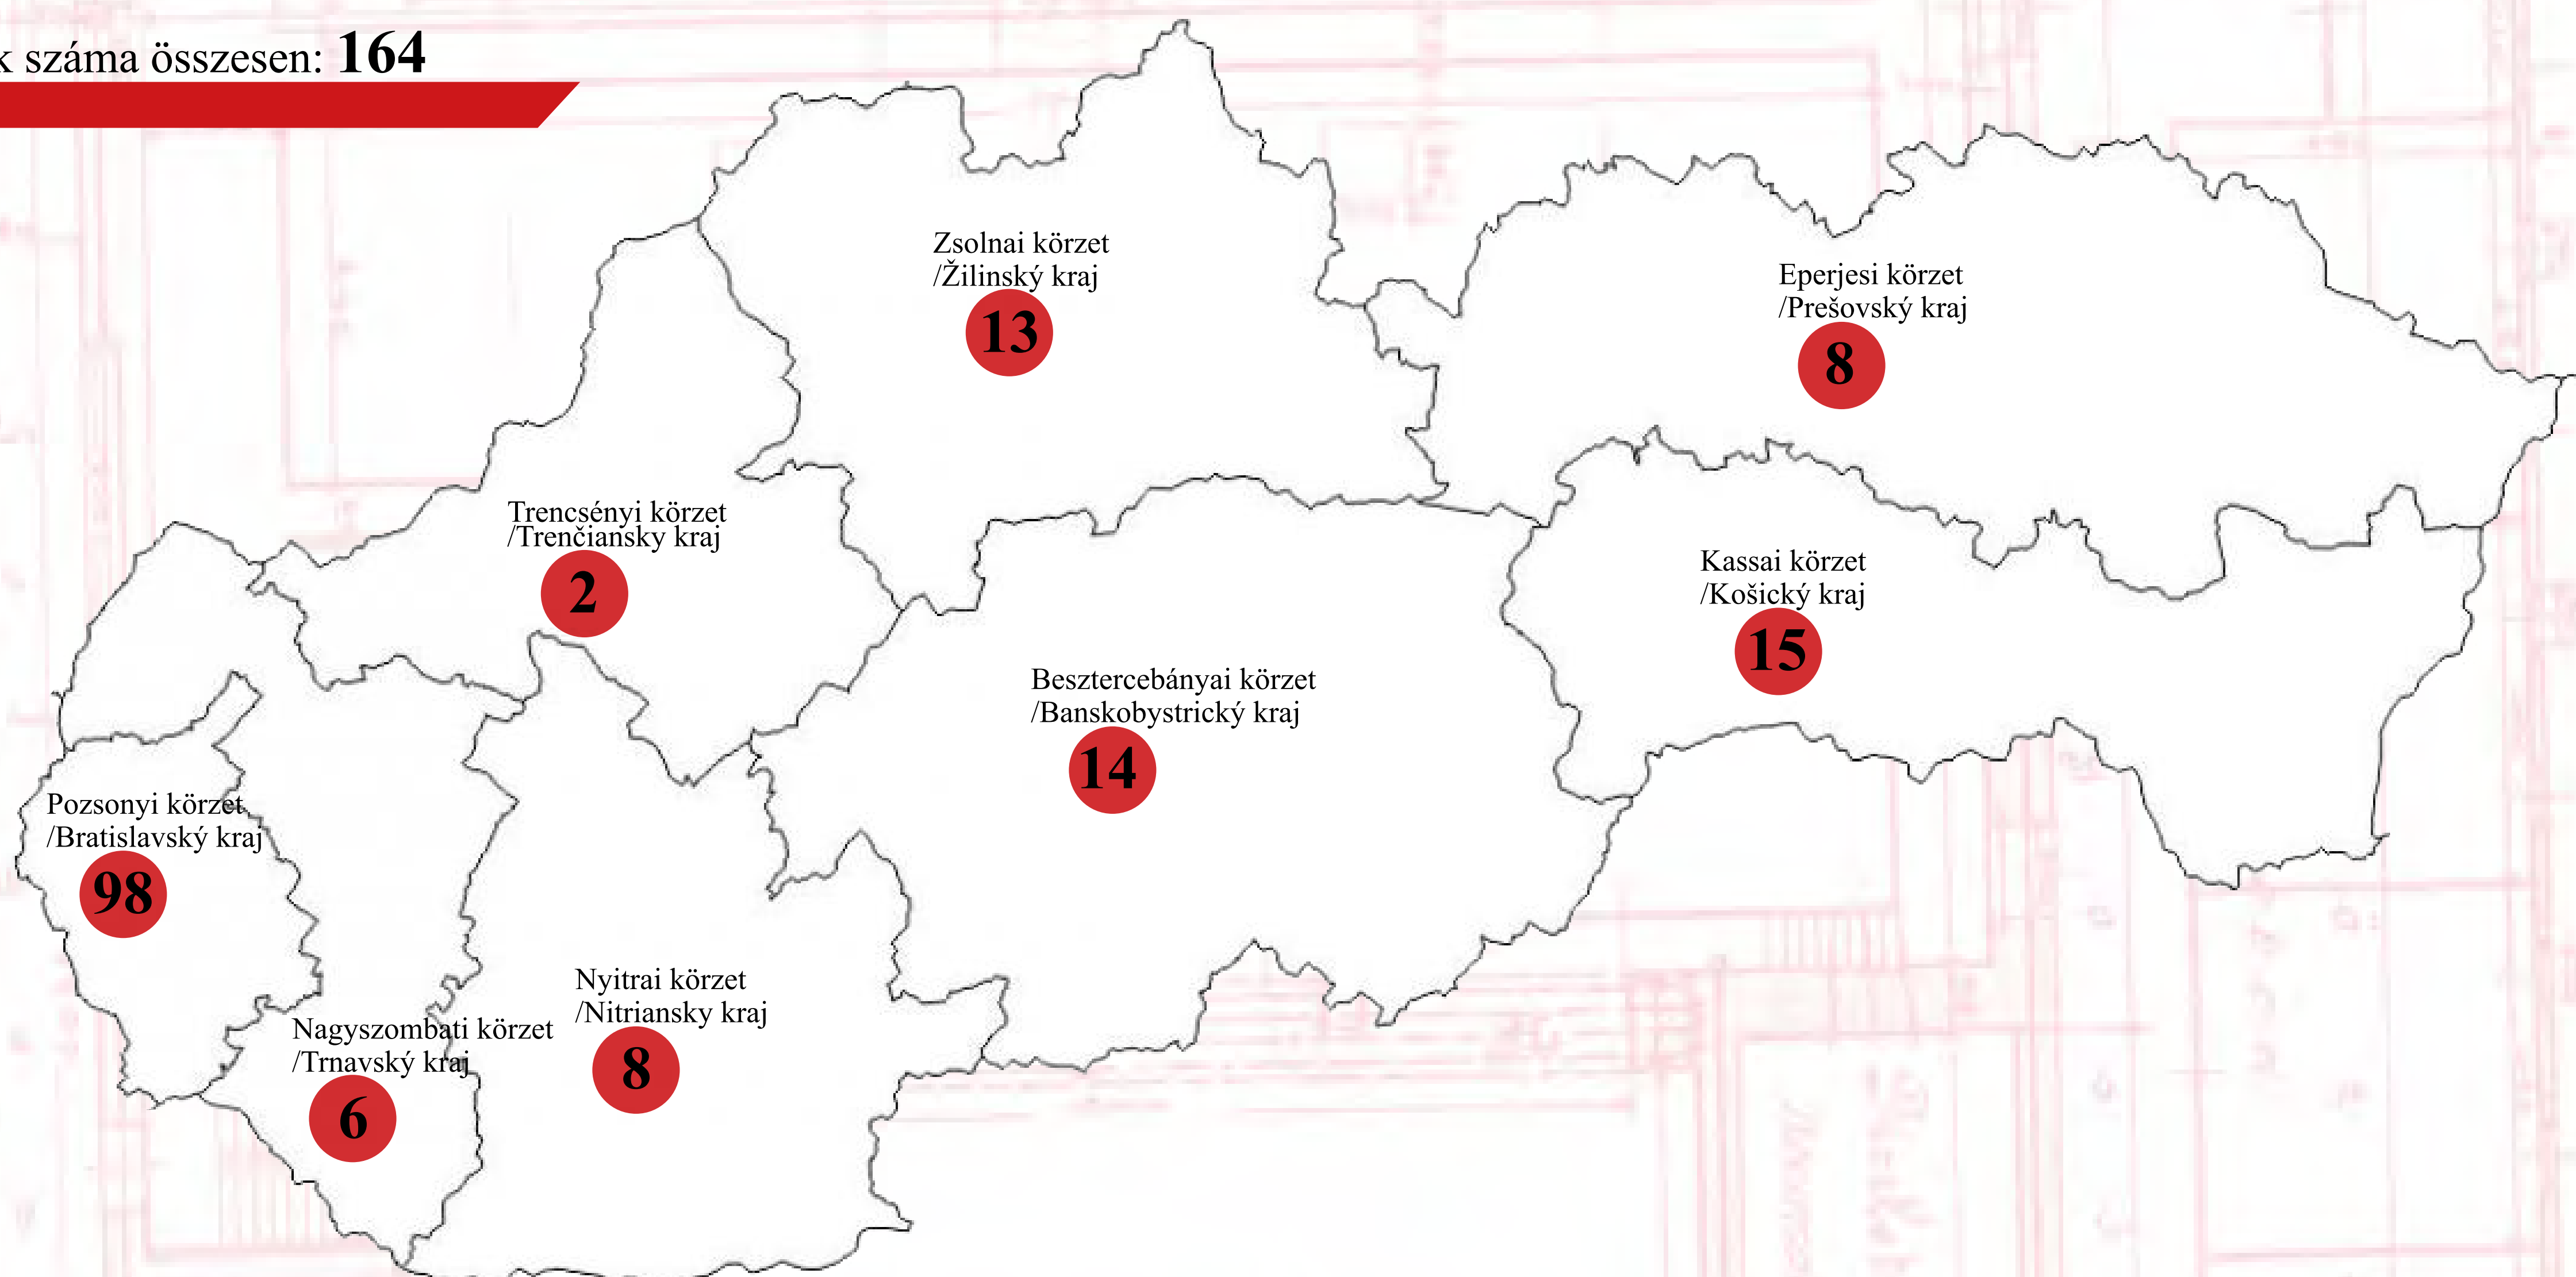 száma összesen: 164
Zsolnai körzet
/Žilinský kraj
13
Eperjesi körzet
/Prešovský kraj
8
Trencsényi körzet
/Trenčiansky kraj
2
Kassai körzet
/Košický kraj
15
Besztercebányai körzet
/Banskobystrický kraj
14
Pozsonyi körzet
/Bratislavský kraj
98
Nyitrai körzet
/Nitriansky kraj
8
Nagyszombati körzet
/Trnavský kraj
6